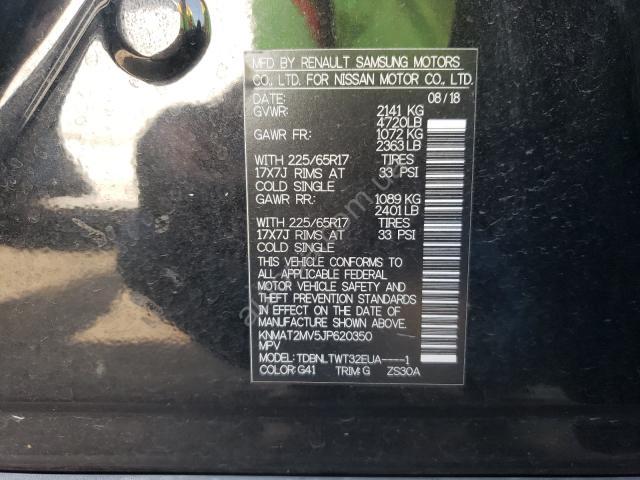 MFD BY RENAULT SAMSUNG MOTORS
CO., LTD. FOR NISSAN MOTOR CO., LTD.
DATE: 08/18
GVWR: 2141 KG
4720LB
GAWR FR: 1072 KG
2363LB
WITH 225/65R17 TIRES
17X7J RIMS AT 33 PSI
COLD SINGLE
GAWR RR: 1089 KG
2401LB
WITH 225/65R17 TIRES
17X7J RIMS AT 33 PSI
COLD SINGLE
THIS VEHICLE CONFORMS TO
ALL APPLICABLE FEDERAL
MOTOR VEHICLE SAFETY AND
THEFT PREVENTION STANDARDS
IN EFFECT ON THE DATE OF
MANUFACTURE SHOWN ABOVE.
KNMAT2MV5JP620350
MPV
MODEL: TDBNLTWT32EUA----1
COLOR: G41 TRIM: G ZS30A